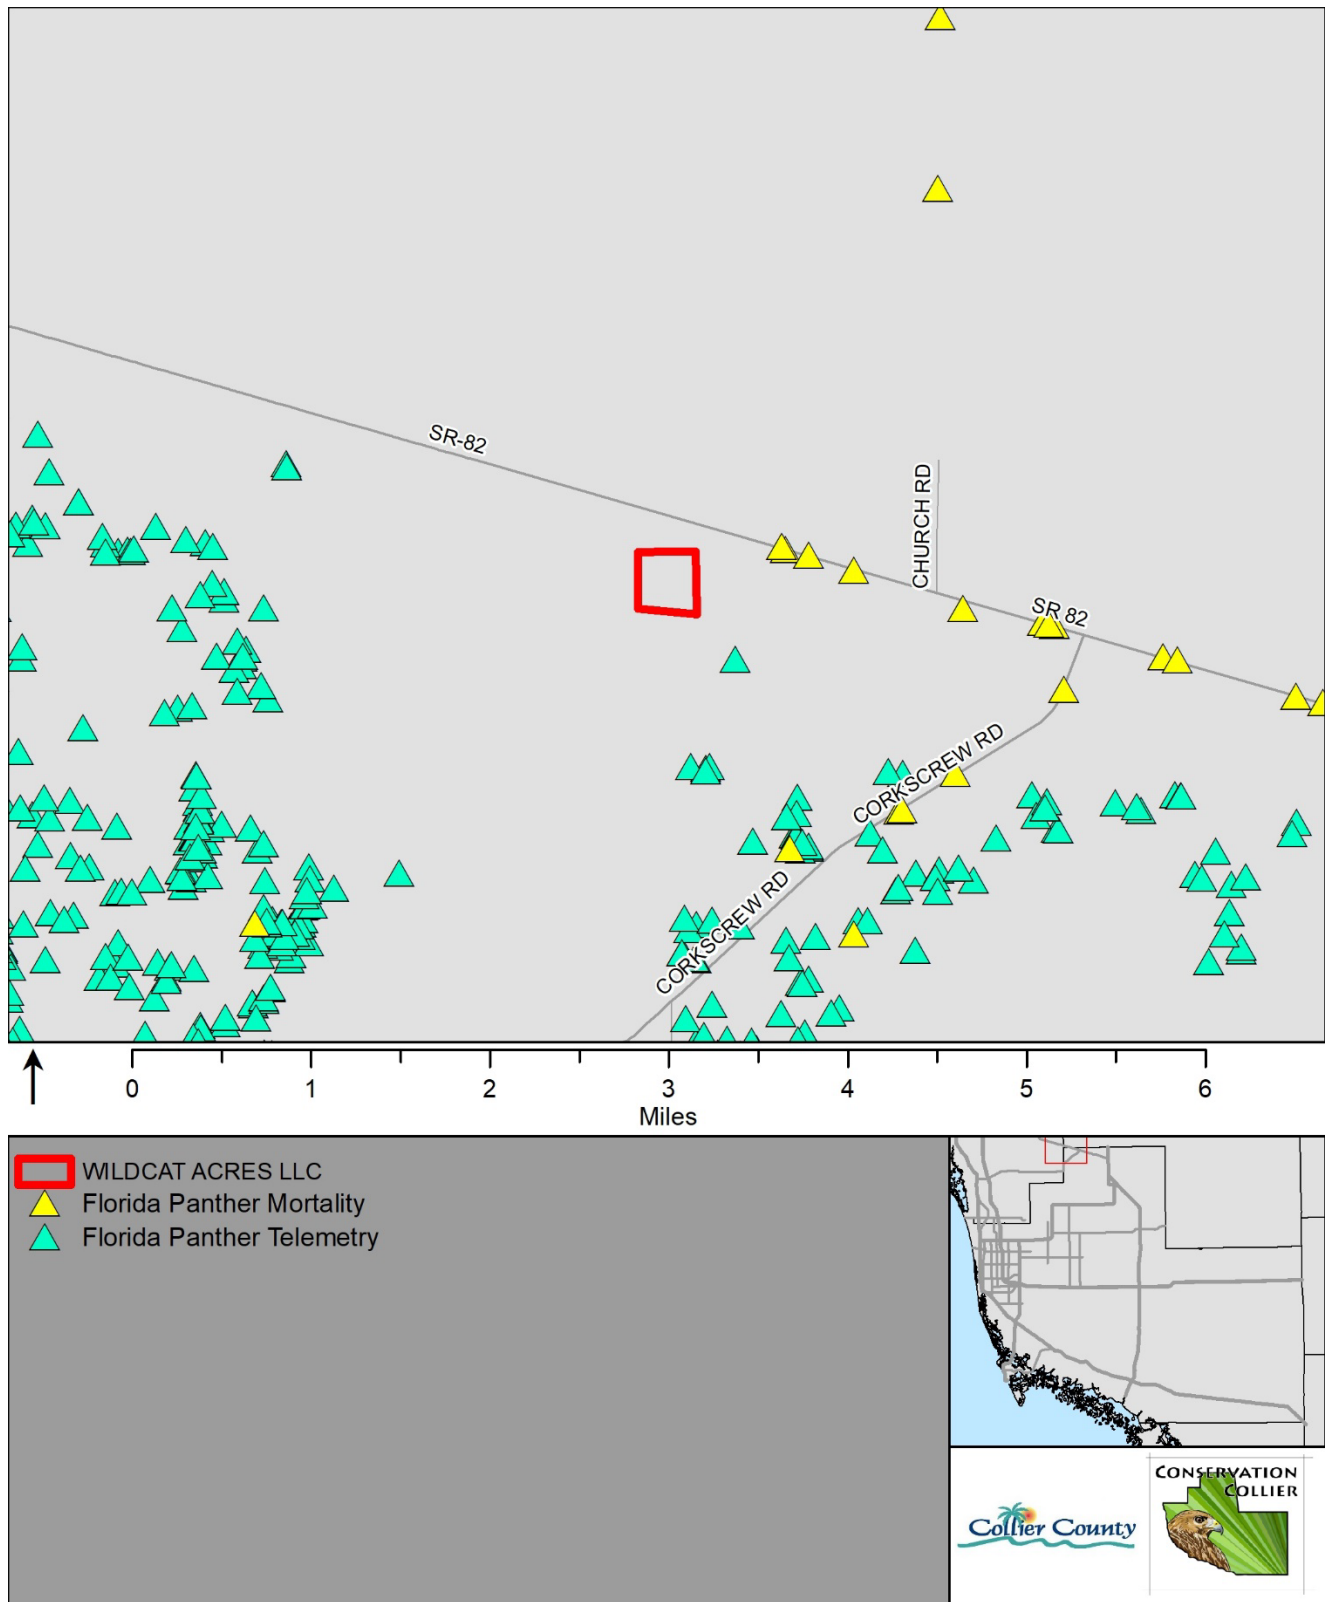 SR-82
CHURCH RD
SR 82
CORKSCREW RD
CORKSCREW RD
0 1 2 3 4 5 6
Miles
WILDCAT ACRES LLC
Florida Panther Mortality
Florida Panther Telemetry
CONSERVATION
COLLIER
Collier County